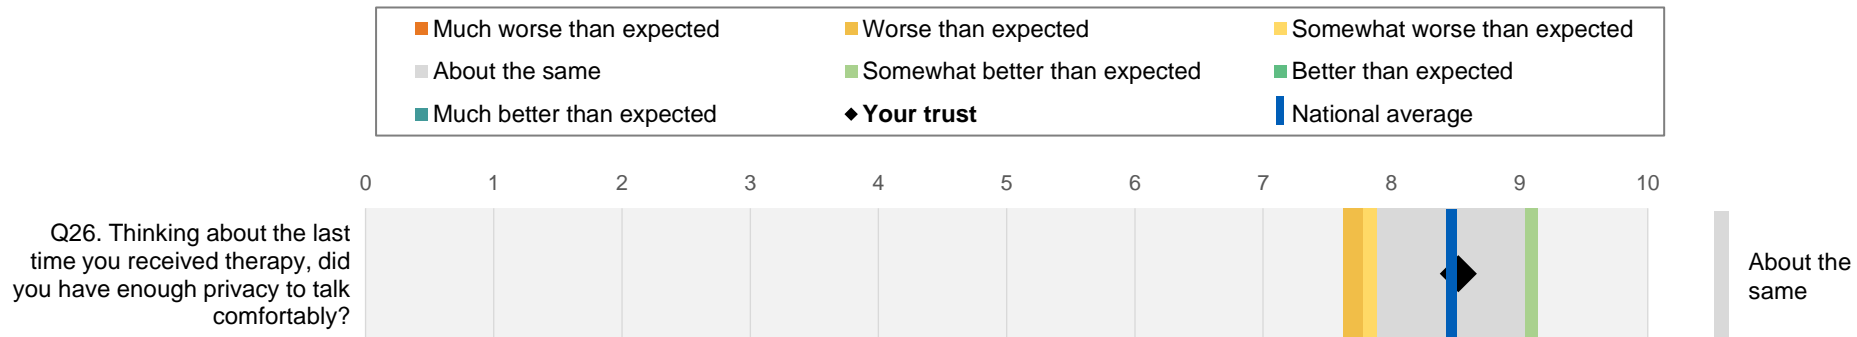 Much worse than expected
Worse than expected
Somewhat worse than expected
About the same
Somewhat better than expected
Better than expected
Much better than expected
Your trust
National average
0 1 2 3 4 5 6 7 8 9 10
Q26. Thinking about the last
time you received therapy, did
you have enough privacy to talk
comfortably?
About the
same